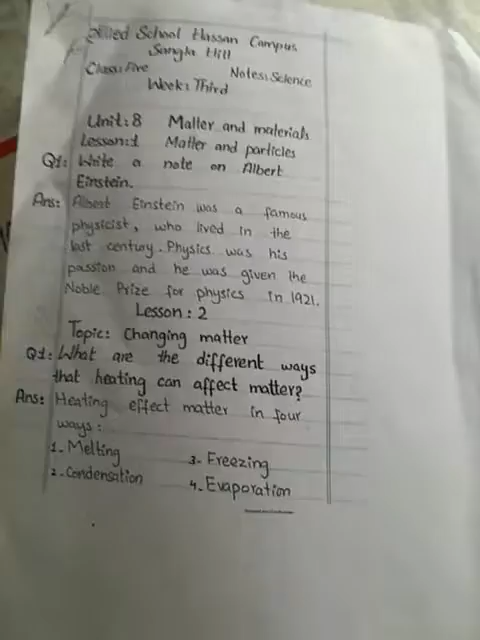 Allied School Hassan Campus
Sangla Hill
Class: Five Notes: Science
Week: Third
Unit: 8 Matter and materials
Lesson: 1 Matter and particles
Q1: Write a note on Albert
Einstein.
Ans: Albert Einstein was a famous
physicist, who lived in the
last century. Physics was his
passion and he was given the
Noble Prize for physics in 1921.
Lesson: 2
Topic: Changing matter
Q1: What are the different ways
that heating can affect matter?
Ans: Heating effect matter in four
ways:
1- Melting 3- Freezing
2- Condensation 4- Evaporation